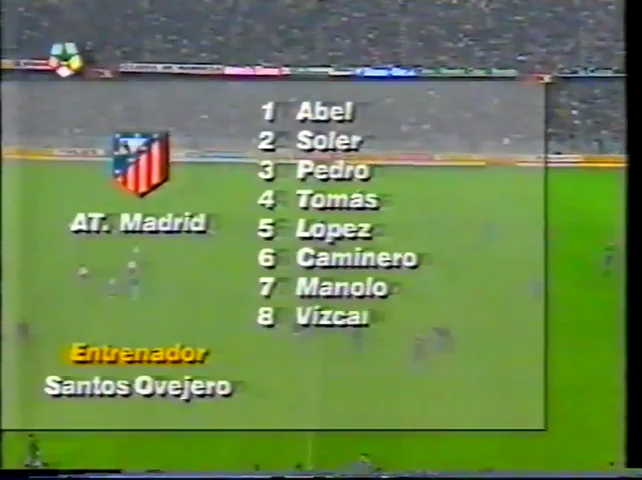 1 Abel
2 Soler
3 Pedro
4 Tomás
5 Lopez
6 Caminero
7 Manolo
8 Vizcai
AT. Madrid
Entrenador
Santos Ovejero